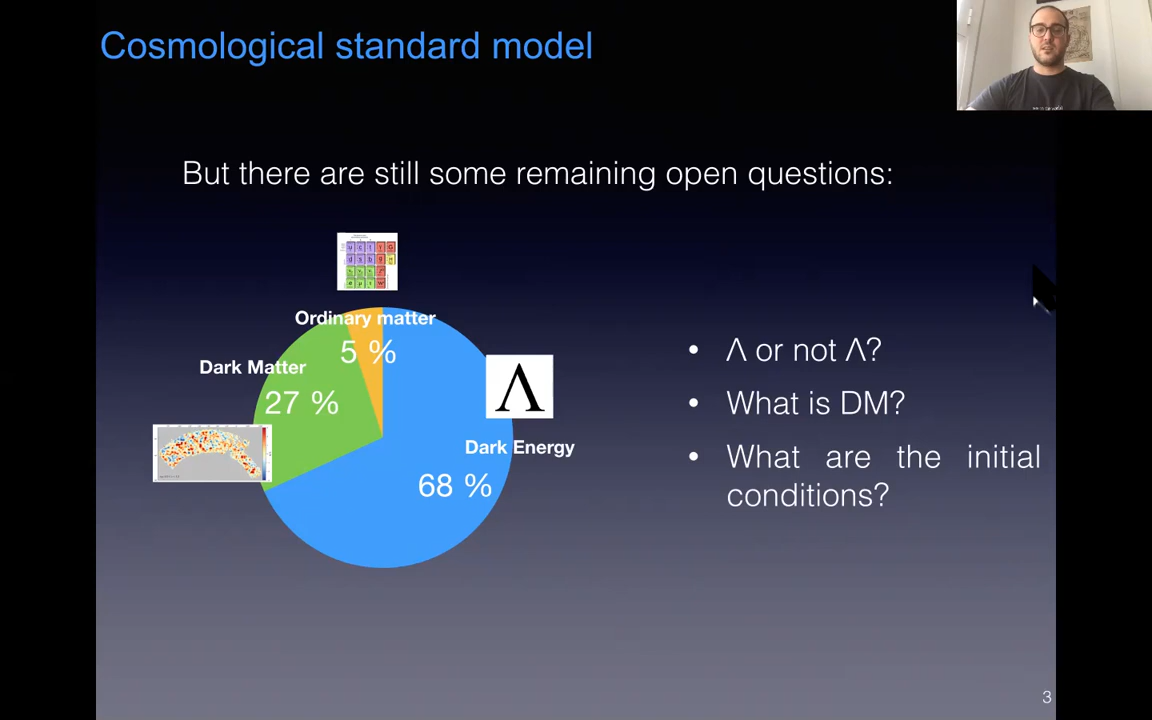 Cosmological standard model
But there are still some remaining open questions:
Ordinary matter
5 %
Dark Matter
27 %
Λ
Dark Energy
68 %
• Λ or not Λ?
• What is DM?
• What are the initial
conditions?
3